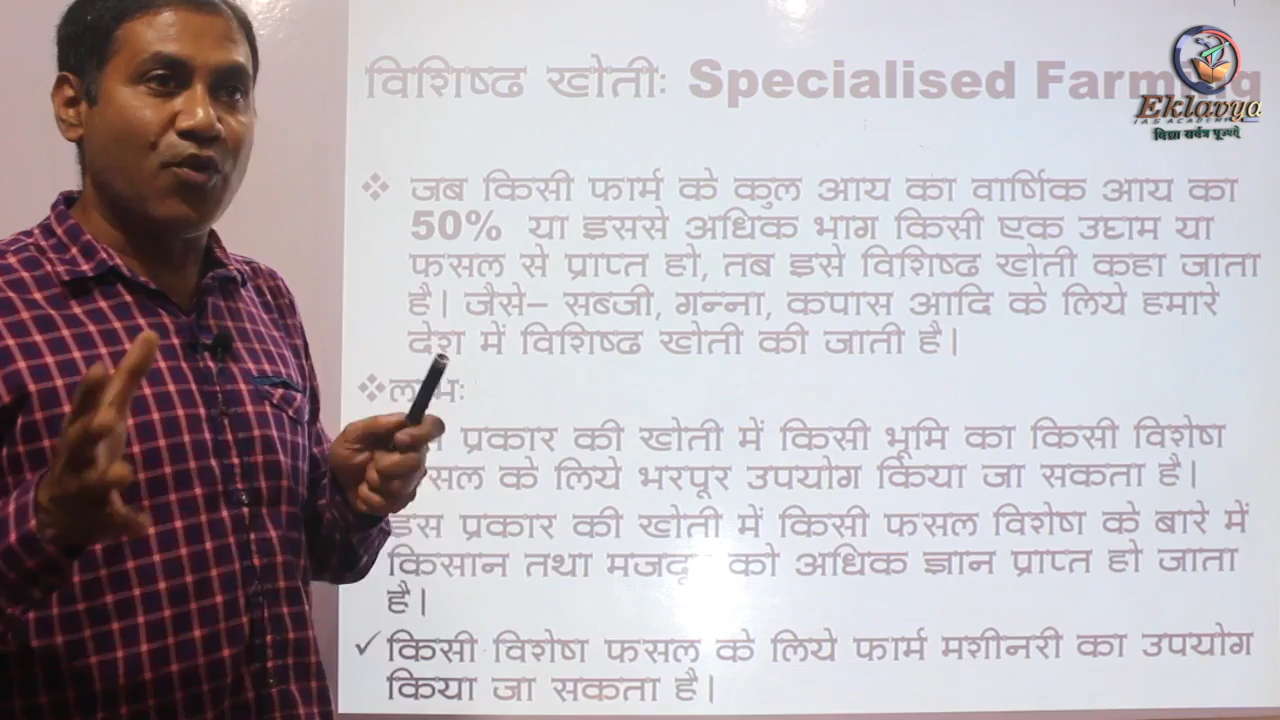 विशिष्ढ खेती: Specialised Farming
Eklavya
IAS ACADEMY
विद्या सर्वत्र पूज्यते
❖ जब किसी फार्म के कुल आय का वार्षिक आय का
50% या इससे अधिक भाग किसी एक उद्यम या
फसल से प्राप्त हो, तब इसे विशिष्ढ खेती कहा जाता
है। जैसे– सब्जी, गन्ना, कपास आदि के लिये हमारे
देश में विशिष्ढ खेती की जाती है।
❖ लाभ:
प्रकार की खेती में किसी भूमि का किसी विशेष
के लिये भरपूर उपयोग किया जा सकता है।
इस प्रकार की खेती में किसी फसल विशेष के बारे में
किसान तथा मजदूर को अधिक ज्ञान प्राप्त हो जाता
है।
✓ किसी विशेष फसल के लिये फार्म मशीनरी का उपयोग
किया जा सकता है।